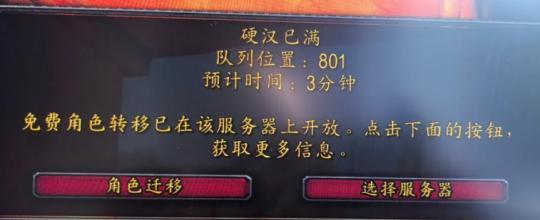 硬汉已满
队列位置：801
预计时间：3分钟
免费角色转移已在该服务器上开放。点击下面的按钮，
获取更多信息。
角色迁移
选择服务器